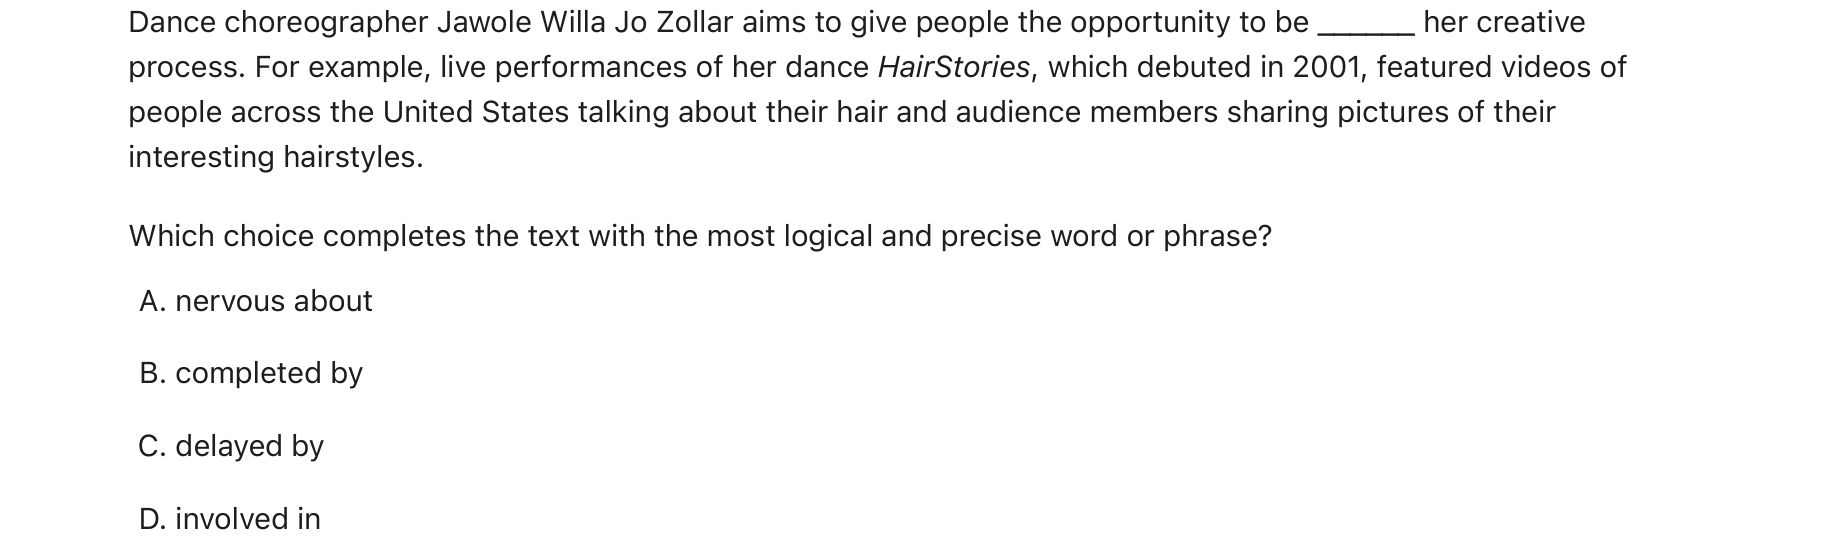 Dance choreographer Jawole Willa Jo Zollar aims to give people the opportunity to be ______ her creative
process. For example, live performances of her dance HairStories, which debuted in 2001, featured videos of
people across the United States talking about their hair and audience members sharing pictures of their
interesting hairstyles.
Which choice completes the text with the most logical and precise word or phrase?
A. nervous about
B. completed by
C. delayed by
D. involved in